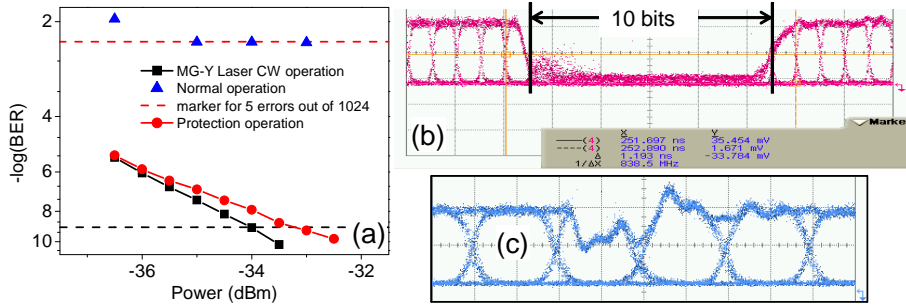 2
MG-Y Laser CW operation
Normal operation
marker for 5 errors out of 1024
Protection operation
6
8
10
-log(BER)
(a)
-36
-34
-32
Power (dBm)
10 bits
(b)
Marke
X
Y
(4)
251.697 ns
35.454 mV
(4)
252.890 ns
1.671 mV
Δ
1.193 ns
-33.784 mV
1/ΔX
838.5 MHz
(c)